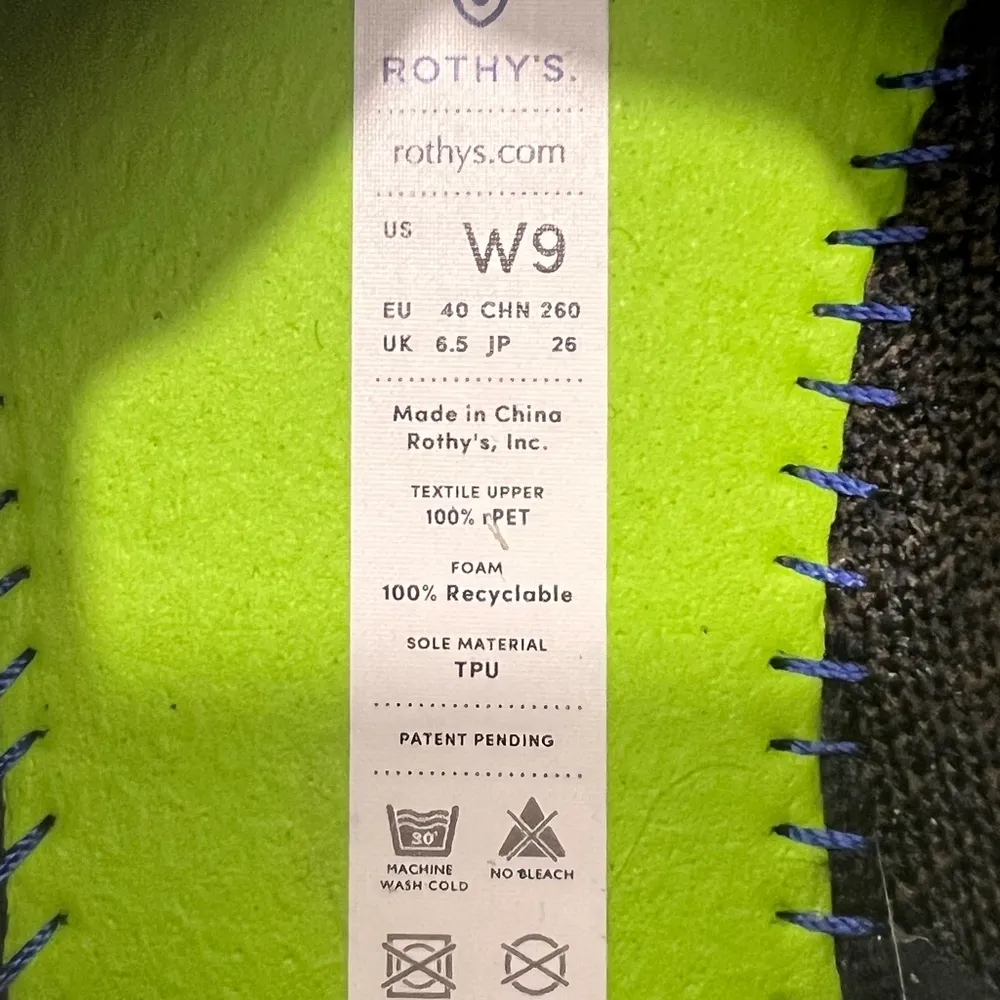 ROTHY'S.
rothys.com
US W9
EU 40 CHN 260
UK 6.5 JP 26
Made in China
Rothy's, Inc.
TEXTILE UPPER
100% rPET
FOAM
100% Recyclable
SOLE MATERIAL
TPU
PATENT PENDING
30°
MACHINE WASH COLD
NO BLEACH